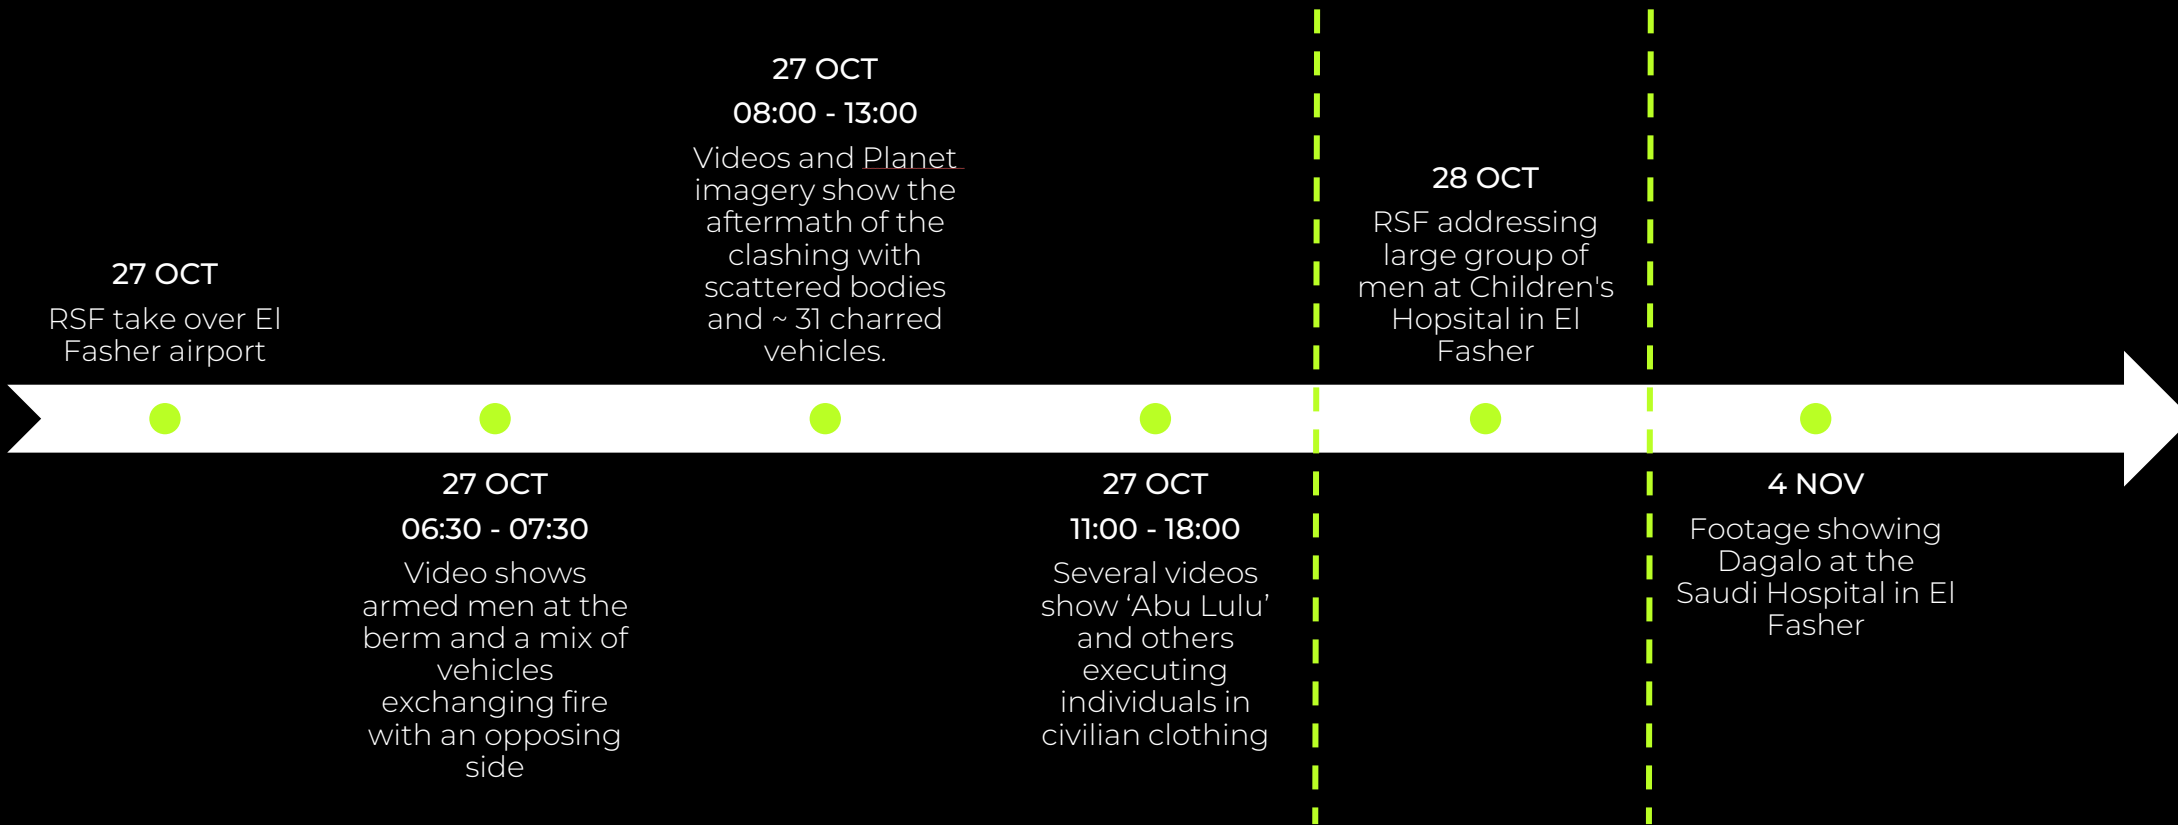 27 OCT
RSF take over El
Fasher airport
27 OCT
06:30 - 07:30
Video shows
armed men at the
berm and a mix of
vehicles
exchanging fire
with an opposing
side
27 OCT
08:00 - 13:00
Videos and Planet
imagery show the
aftermath of the
clashing with
scattered bodies
and ~ 31 charred
vehicles.
27 OCT
11:00 - 18:00
Several videos
show ‘Abu Lulu’
and others
executing
individuals in
civilian clothing
28 OCT
RSF addressing
large group of
men at Children's
Hopsital in El
Fasher
4 NOV
Footage showing
Dagalo at the
Saudi Hospital in El
Fasher